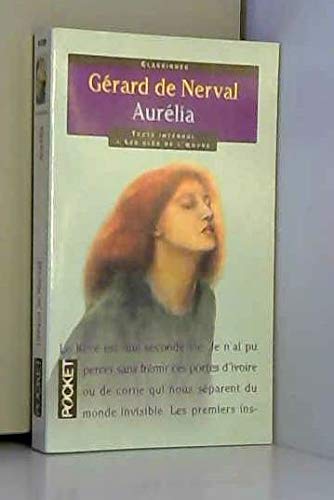 CLASSIQUES
Gérard de Nerval
Aurélia
TEXTE INTÉGRAL
+ LES CLÉS DE L'ŒUVRE
Le Rêve est une seconde vie. Je n'ai pu
percer sans frémir ces portes d'ivoire
ou de corne qui nous séparent du
monde invisible. Les premiers ins-
POCKET